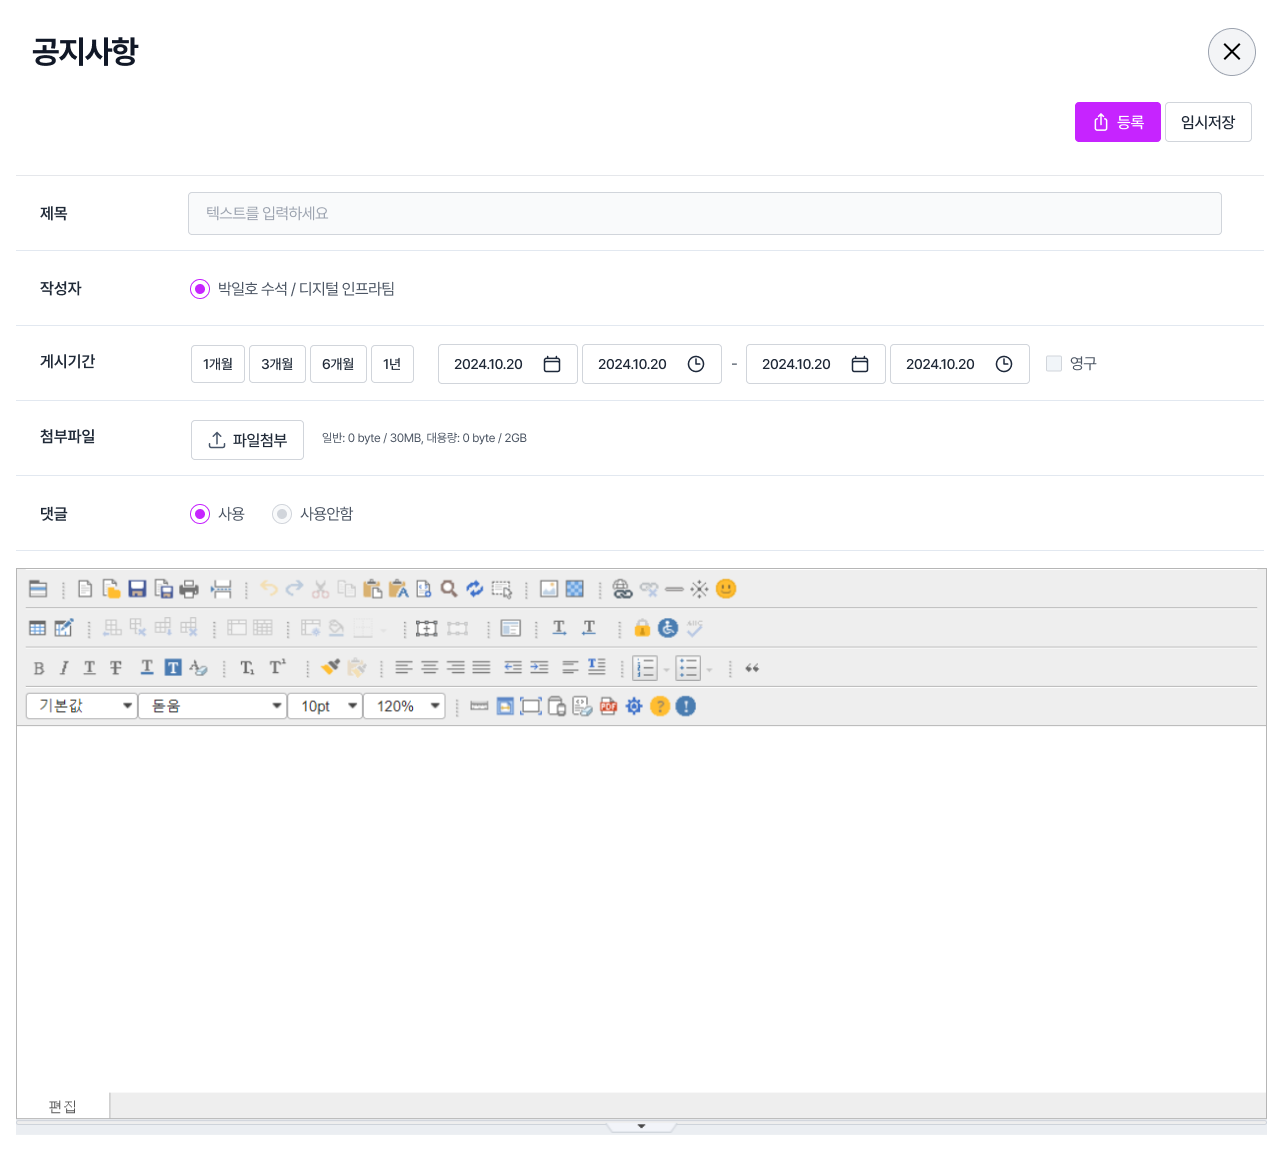 공지사항
등록 임시저장
제목 텍스트를 입력하세요
작성자 박일호 수석 / 디지털 인프라팀
게시기간 1개월 3개월 6개월 1년 2024.10.20 2024.10.20 - 2024.10.20 2024.10.20 영구
첨부파일 파일첨부 일반: 0 byte / 30MB, 대용량: 0 byte / 2GB
댓글 사용 사용안함
기본값 돋움 10pt 120% PDF
편집